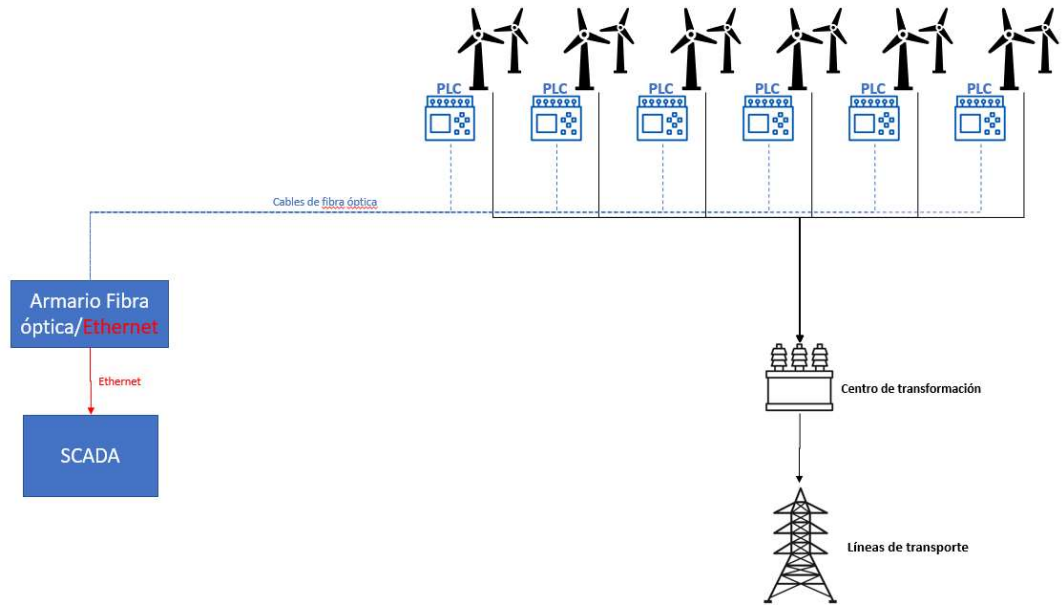 PLC
PLC
PLC
PLC
PLC
PLC
Cables de fibra óptica
Armario Fibra
óptica/Ethernet
Ethernet
SCADA
Centro de transformación
Líneas de transporte